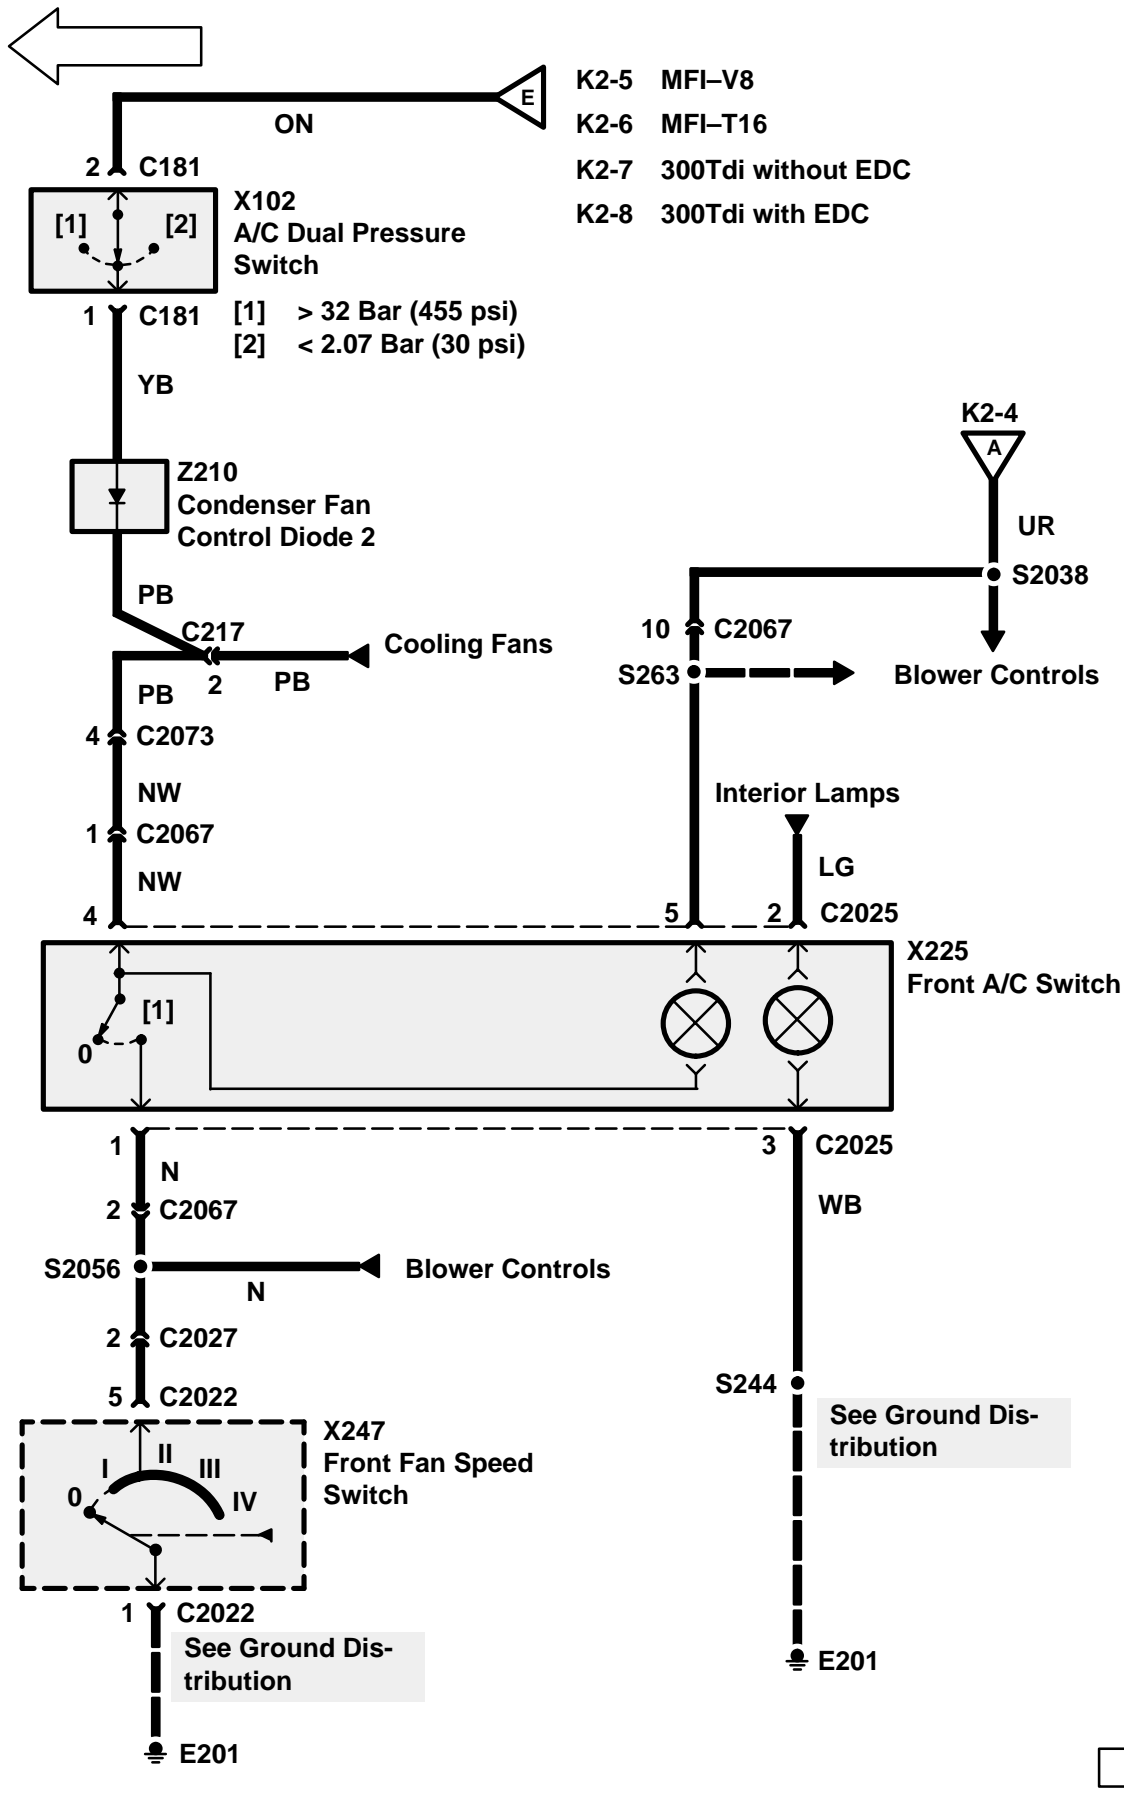 E
K2-5 MFI–V8
ON
K2-6 MFI–T16
2 C181
K2-7 300Tdi without EDC
K2-8 300Tdi with EDC
X102
A/C Dual Pressure
Switch
[1] [2]
1 C181
[1] > 32 Bar (455 psi)
[2] < 2.07 Bar (30 psi)
YB
K2-4
A
Z210
Condenser Fan
Control Diode 2
UR
S2038
PB
C217
Cooling Fans
10 C2067
2
PB
PB
S263
Blower Controls
4 C2073
NW
Interior Lamps
1 C2067
NW
LG
4
5
2 C2025
X225
Front A/C Switch
[1]
0
1
3 C2025
N
WB
2 C2067
S2056
Blower Controls
N
2 C2027
5 C2022
S244
See Ground Dis-
tribution
X247
Front Fan Speed
Switch
0 I II III IV
1 C2022
See Ground Dis-
tribution
E201
E201